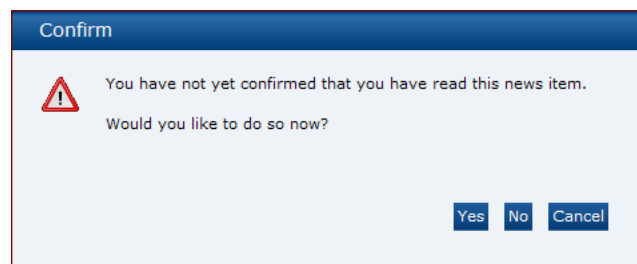 Confirm
You have not yet confirmed that you have read this news item.
Would you like to do so now?
Yes No Cancel